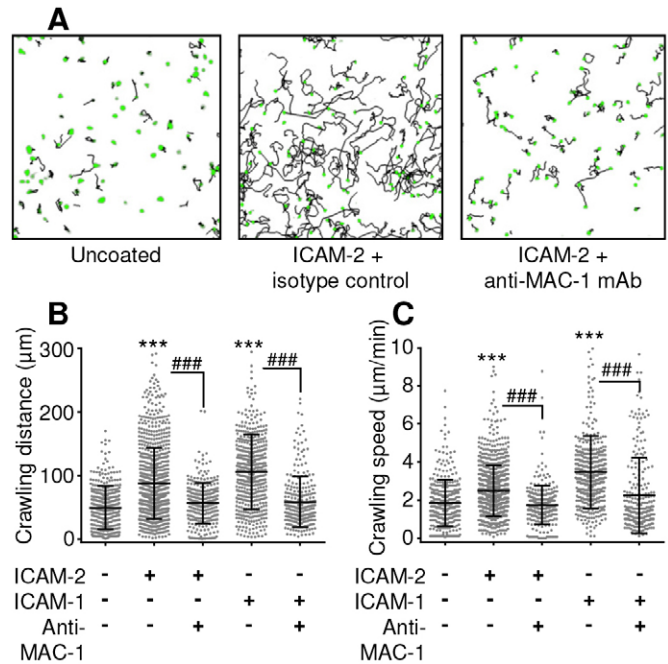 A
Uncoated
ICAM-2 +
isotype control
ICAM-2 +
anti-MAC-1 mAb
B
Crawling distance (µm)
300
200
100
0
***
###
***
###
ICAM-2 - + + - -
ICAM-1 - - - + +
Anti- - - + - +
MAC-1
C
Crawling speed (µm/min)
10
8
6
4
2
0
***
###
***
###
ICAM-2 - + + - -
ICAM-1 - - - + +
Anti- - - + - +
MAC-1